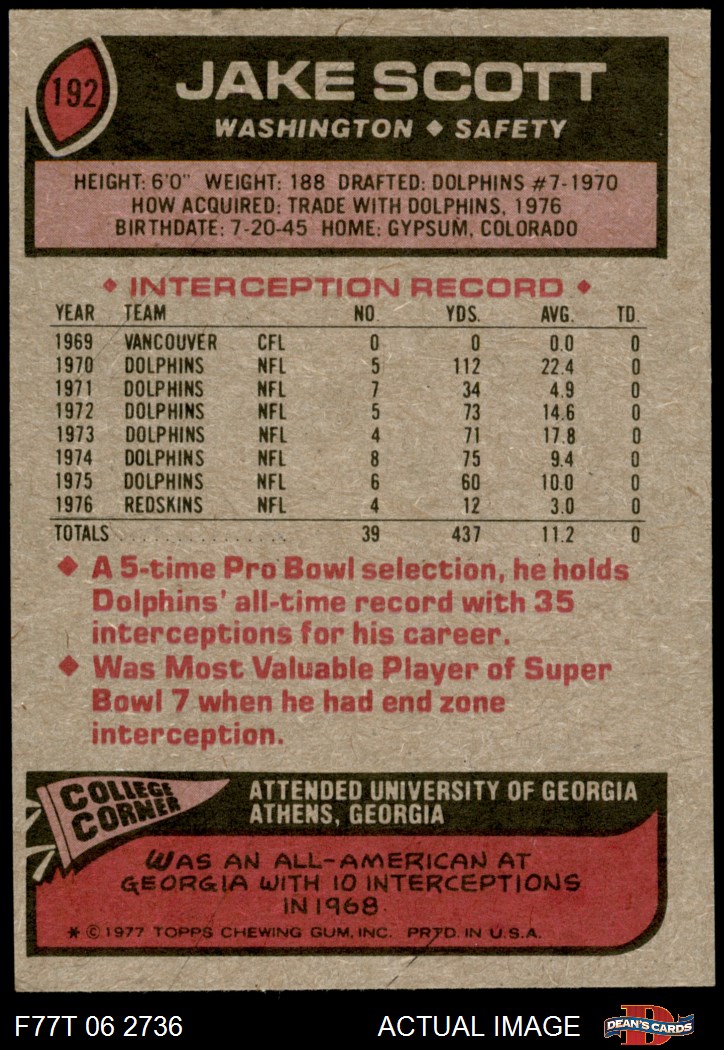 192
JAKE SCOTT
WASHINGTON ◆ SAFETY
HEIGHT: 6'0" WEIGHT: 188 DRAFTED: DOLPHINS #7-1970
HOW ACQUIRED: TRADE WITH DOLPHINS, 1976
BIRTHDATE: 7-20-45 HOME: GYPSUM, COLORADO
◆ INTERCEPTION RECORD ◆
YEAR TEAM NO. YDS. AVG. TD.
1969 VANCOUVER CFL 0 0 0.0 0
1970 DOLPHINS NFL 5 112 22.4 0
1971 DOLPHINS NFL 7 34 4.9 0
1972 DOLPHINS NFL 5 73 14.6 0
1973 DOLPHINS NFL 4 71 17.8 0
1974 DOLPHINS NFL 8 75 9.4 0
1975 DOLPHINS NFL 6 60 10.0 0
1976 REDSKINS NFL 4 12 3.0 0
TOTALS . . . . . . . . . . . . . . . 39 437 11.2 0
◆ A 5-time Pro Bowl selection, he holds
Dolphins' all-time record with 35
interceptions for his career.
◆ Was Most Valuable Player of Super
Bowl 7 when he had end zone
interception.
COLLEGE
CORNER
ATTENDED UNIVERSITY OF GEORGIA
ATHENS, GEORGIA
WAS AN ALL-AMERICAN AT
GEORGIA WITH 10 INTERCEPTIONS
IN 1968.
* © 1977 TOPPS CHEWING GUM, INC. PRTD. IN U.S.A.
F77T 06 2736 ACTUAL IMAGE
D
DEAN'S CARDS